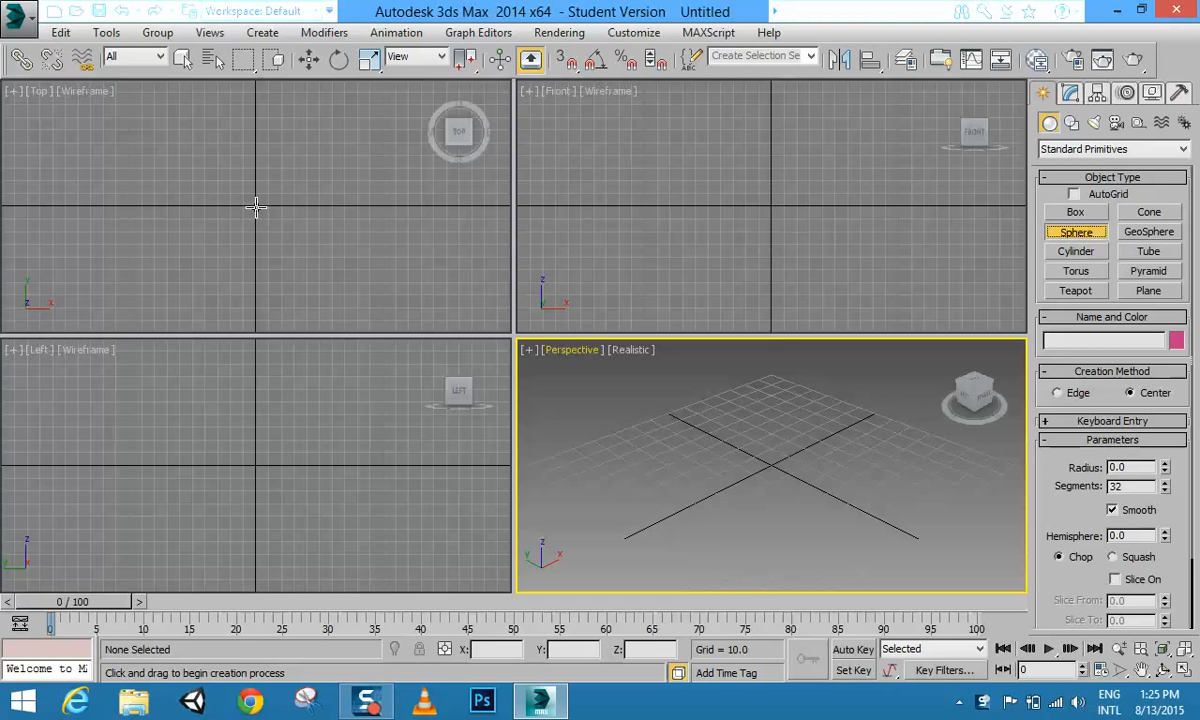 Workspace: Default
Autodesk 3ds Max 2014 x64 - Student Version Untitled
MAX
Edit Tools Group Views Create Modifiers Animation Graph Editors Rendering Customize MAXScript Help
All
View
3
Create Selection Se
[+] [Top] [Wireframe]
TOP
[+] [Front] [Wireframe]
FRONT
Standard Primitives
- Object Type
AutoGrid
Box Cone
Sphere GeoSphere
Cylinder Tube
Torus Pyramid
Teapot Plane
- Name and Color
- Creation Method
Edge Center
+ Keyboard Entry
- Parameters
Radius: 0.0
Segments: 32
Smooth
Hemisphere: 0.0
Chop Squash
Slice On
Slice From: 0.0
Slice To: 0.0
y
z x
z
y x
[+] [Left] [Wireframe]
LEFT
[+] [Perspective] [Realistic]
z
y x
z
y x
< 0 / 100 >
0 5 10 15 20 25 30 35 40 45 50 55 60 65 70 75 80 85 90 95 100
None Selected X: Y: Z: Grid = 10.0 Auto Key Selected
Welcome to M
Click and drag to begin creation process Add Time Tag Set Key Key Filters... 0
Ps
MAX
ENG
INTL
1:25 PM
8/13/2015